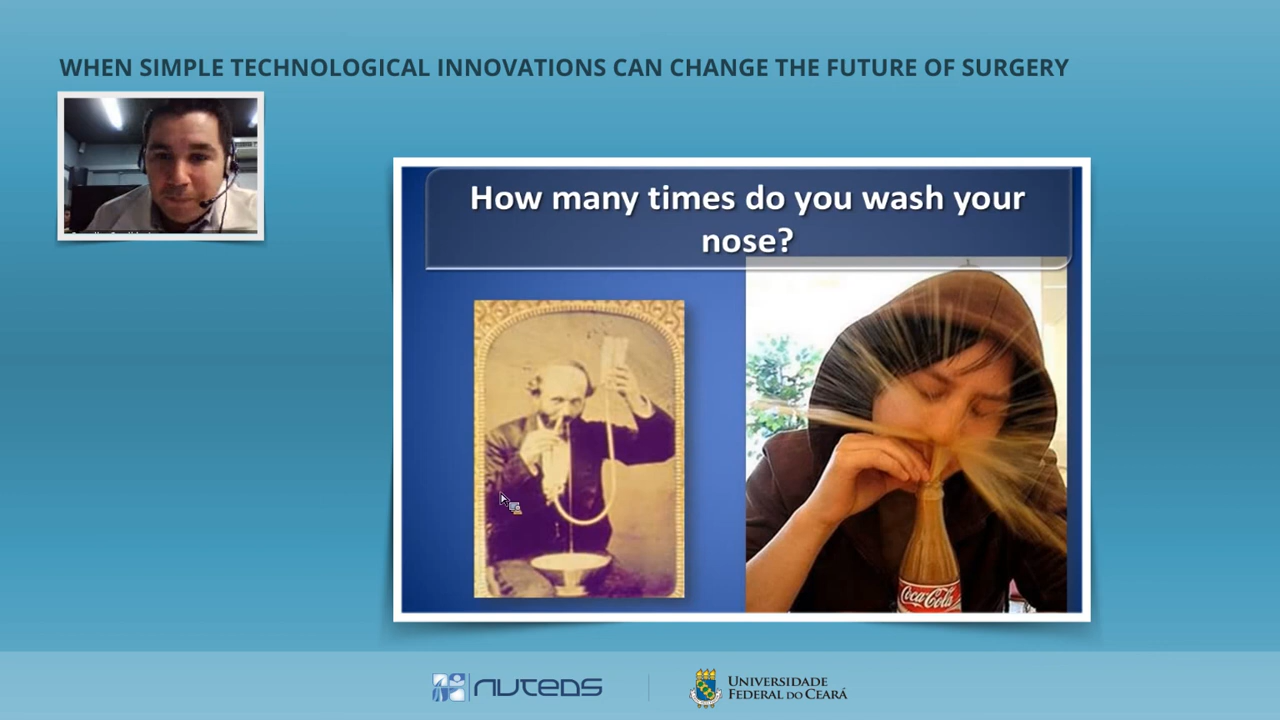 WHEN SIMPLE TECHNOLOGICAL INNOVATIONS CAN CHANGE THE FUTURE OF SURGERY
How many times do you wash your
nose?
Coca-Cola
NUTEDS
UNIVERSIDADE
FEDERAL DO CEARÁ